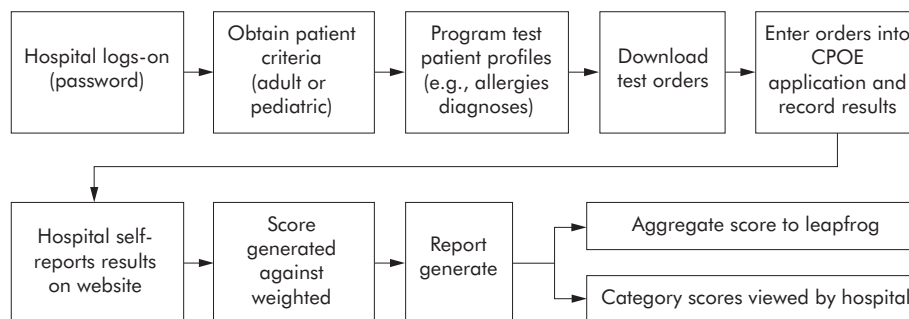 Hospital logs-on
(password)
Obtain patient
criteria
(adult or
pediatric)
Program test
patient profiles
(e.g., allergies
diagnoses)
Download
test orders
Enter orders into
CPOE
application and
record results
Hospital self-
reports results
on website
Score
generated
against
weighted
Report
generate
Aggregate score to leapfrog
Category scores viewed by hospital